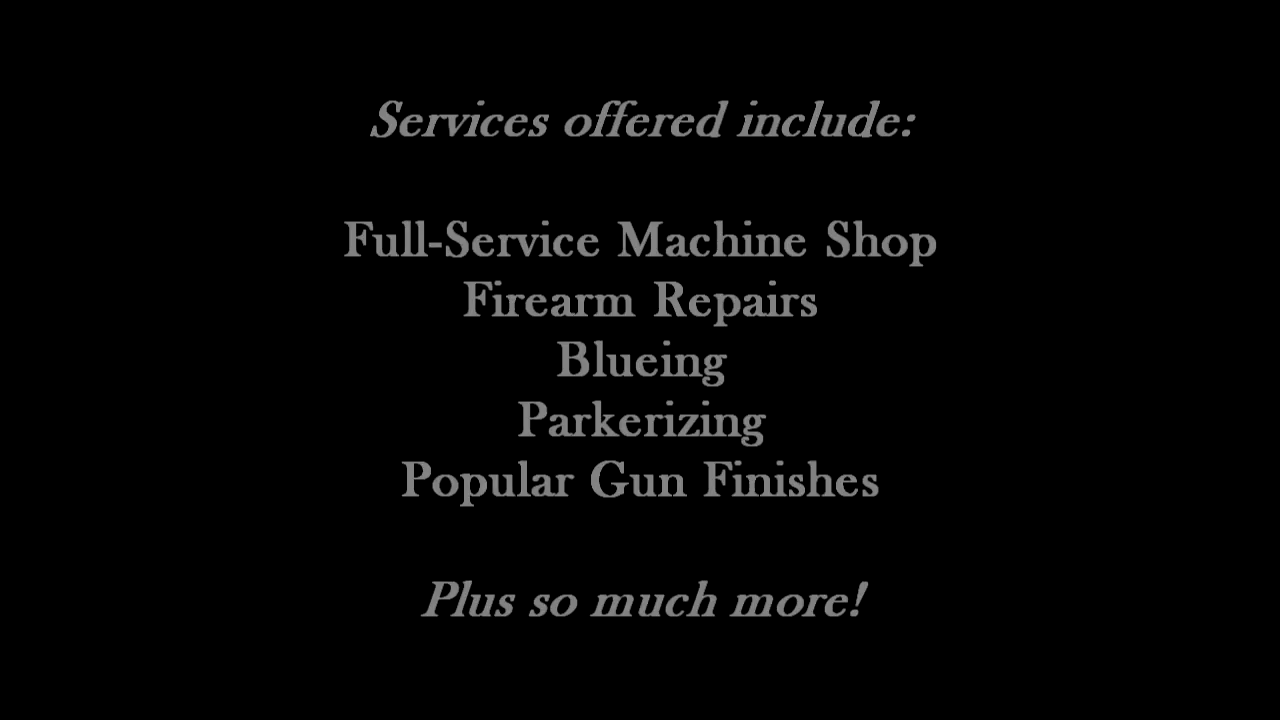 Services offered include:
Full-Service Machine Shop
Firearm Repairs
Blueing
Parkerizing
Popular Gun Finishes
Plus so much more!